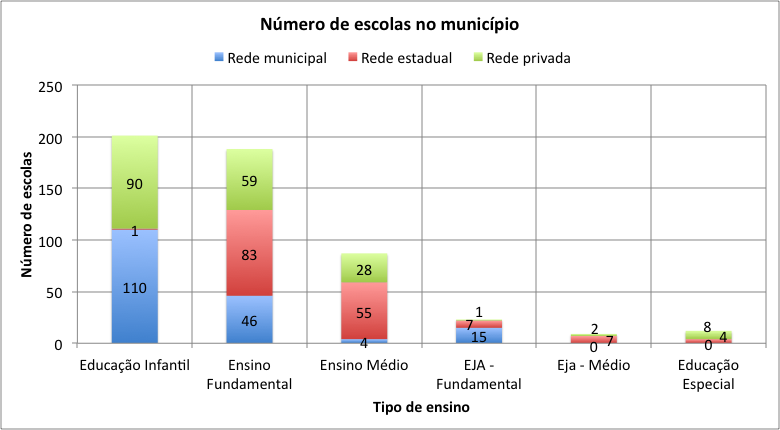 Número de escolas no município
Rede municipal Rede estadual Rede privada
250
200
150
100
50
0
Número de escolas
90
1
110
59
83
46
28
55
4
1
7
15
2
7
0
8
4
0
Educação Infantil
Ensino
Fundamental
Ensino Médio
EJA -
Fundamental
Eja - Médio
Educação
Especial
Tipo de ensino